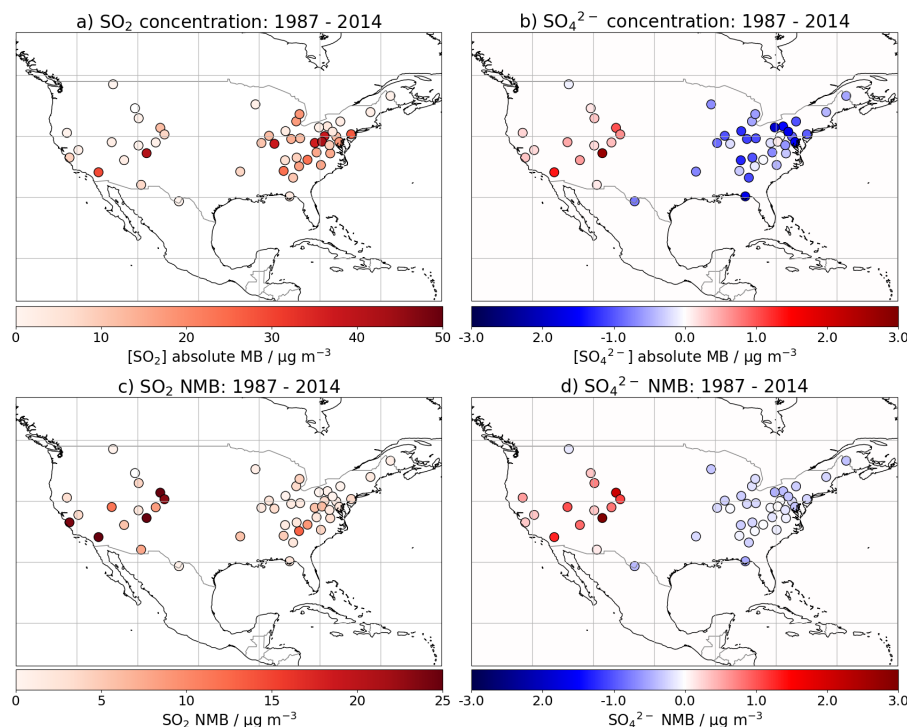 a) SO₂ concentration: 1987 - 2014
b) SO₄²⁻ concentration: 1987 - 2014
0 10 20 30 40 50
[SO₂] absolute MB / μg m⁻³
-3.0 2.0 -1.0 0.0 1.0 2.0 3.0
[SO₄²⁻] absolute MB / μg m⁻³
c) SO₂ NMB: 1987 - 2014
d) SO₄²⁻ NMB: 1987 - 2014
0 5 10 15 20 25
SO₂ NMB / μg m⁻³
-3.0 2.0 -1.0 0.0 1.0 2.0 3.0
SO₄²⁻ NMB / μg m⁻³